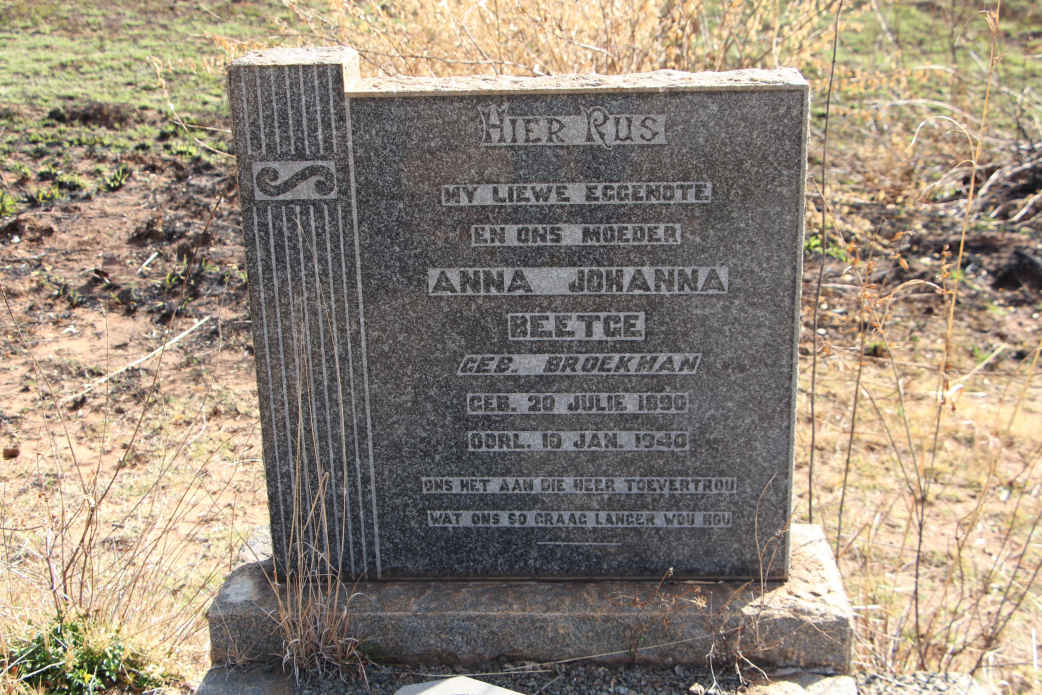 HIER RUS
MY LIEWE EGGENOTE
EN ONS MOEDER
ANNA JOHANNA
BEETGE
GEB. BROEKMAN
GEB. 20 JULIE 1890
OORL. 19 JAN. 1940
ONS HET AAN DIE HEER TOEVERTROU
WAT ONS SO GRAAG LANGER WOU HOU